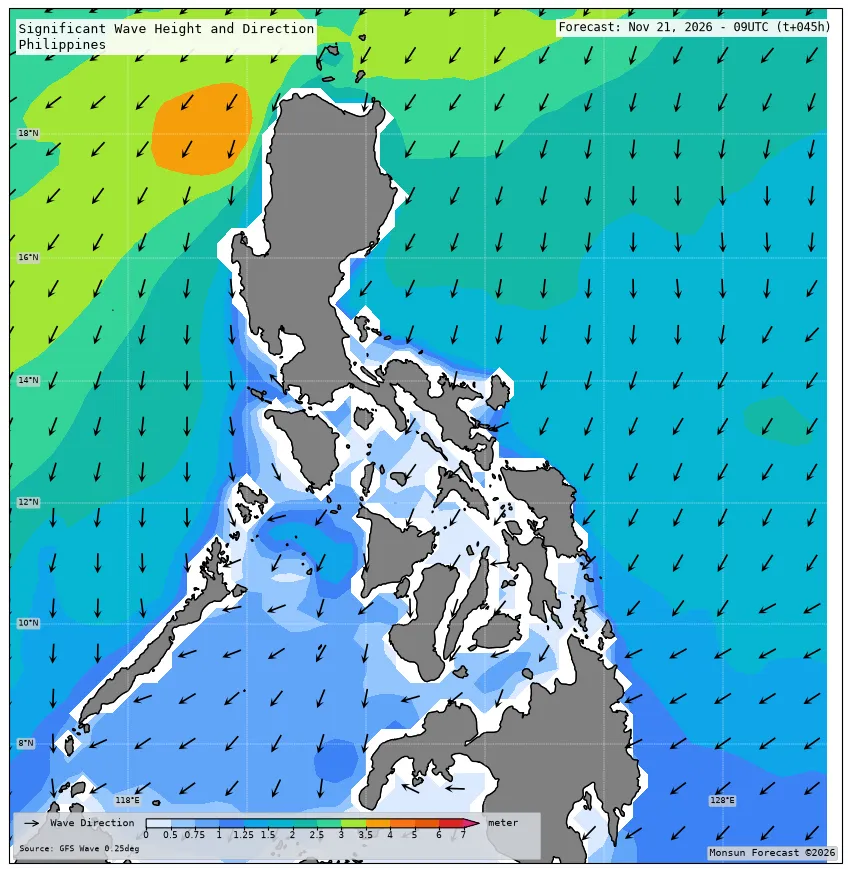 Significant Wave Height and Direction
Philippines
Forecast: Nov 21, 2026 - 09UTC (t+045h)
18°N
16°N
14°N
12°N
10°N
8°N
118°E
128°E
Wave Direction
0 0.5 0.75 1 1.25 1.5 2 2.5 3 3.5 4 5 6 7
meter
Source: GFS Wave 0.25deg
Monsun Forecast ©2026